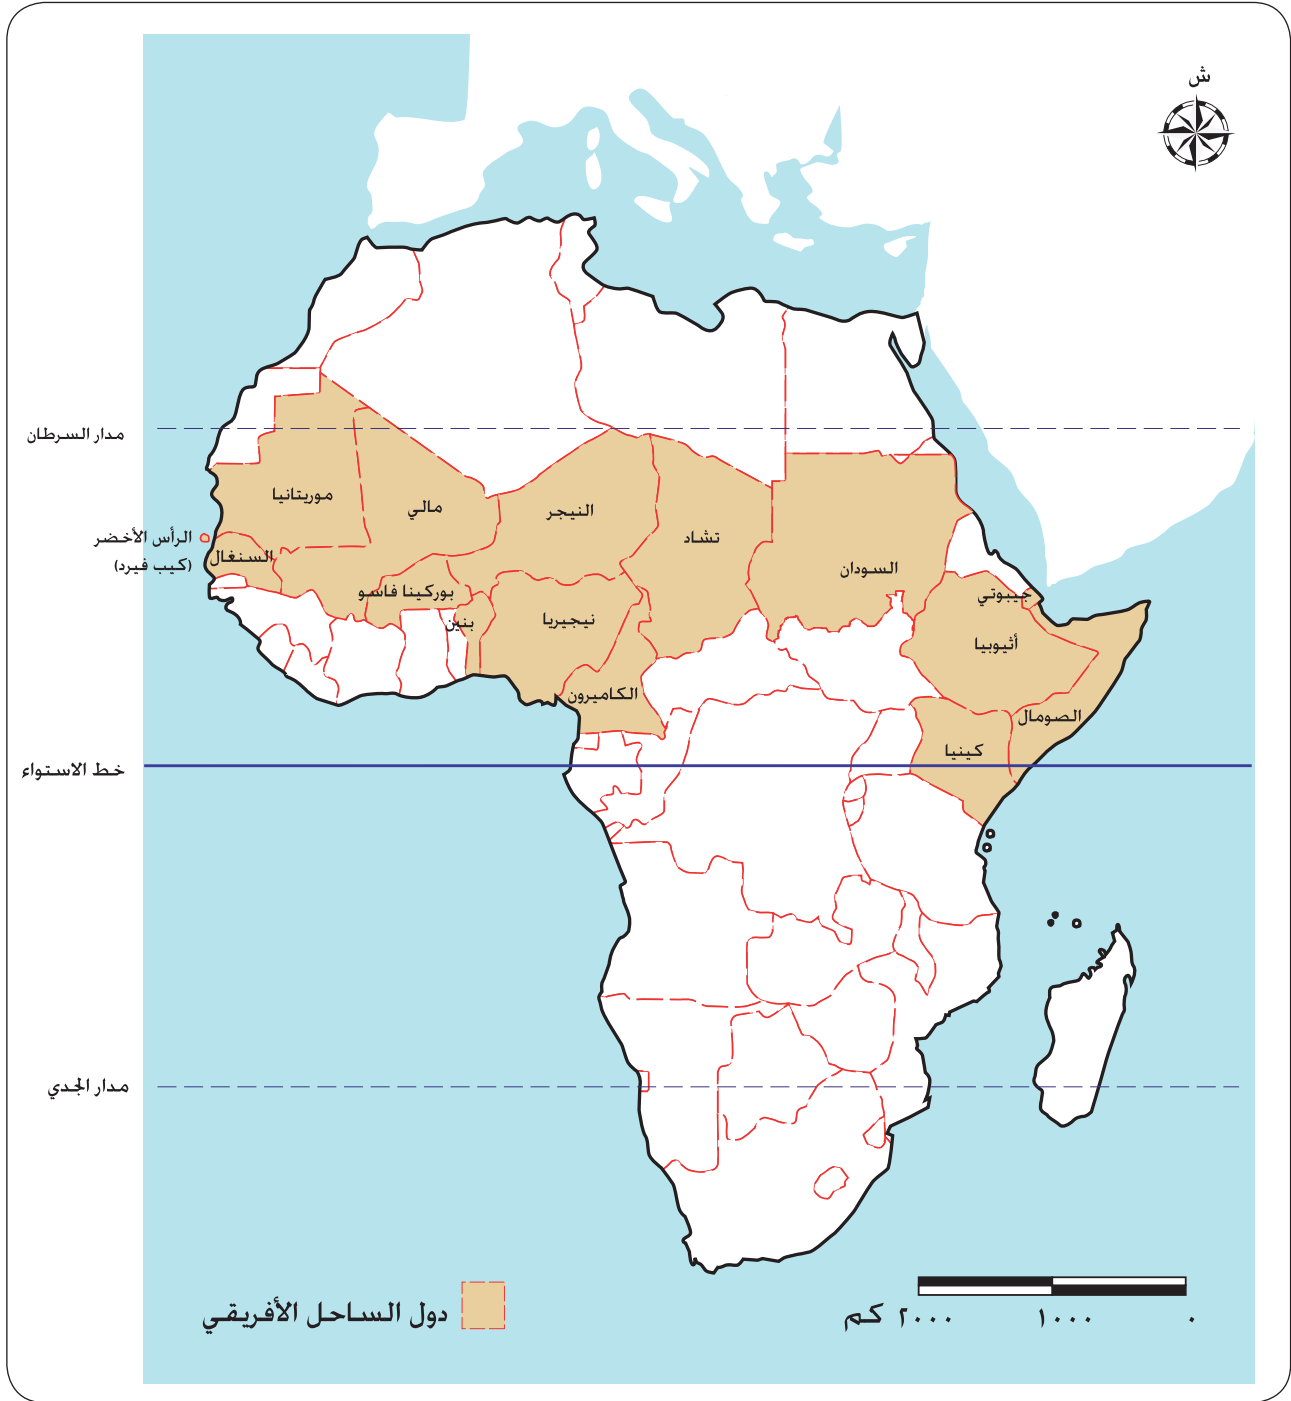 ش
مدار السرطان
موريتانيا
مالي
النيجر
تشاد
السودان
الرأس الأخضر
(كيب فيرد)
السنغال
بوركينا فاسو
بنين
نيجيريا
جيبوتي
أثيوبيا
الكاميرون
الصومال
كينيا
خط الاستواء
مدار الجدي
دول الساحل الأفريقي
٠ ١٠٠٠ ٢٠٠٠ كم